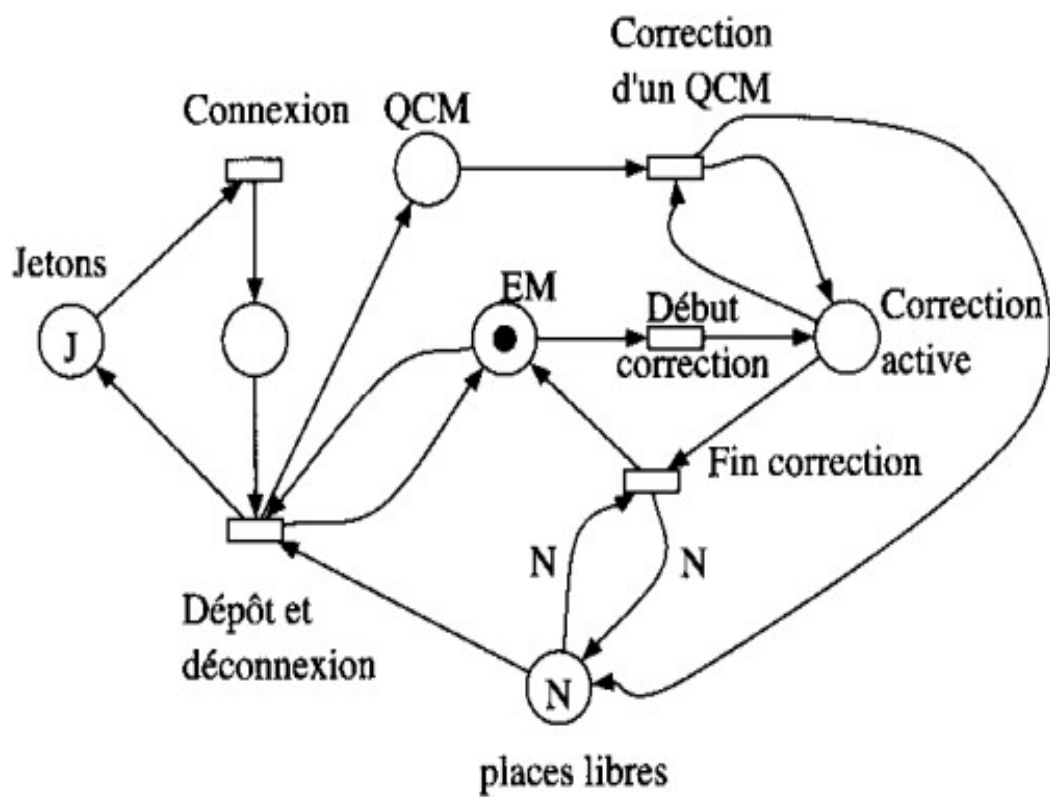 Correction
d'un QCM
Connexion
QCM
Jetons
J
EM
Début
correction
Correction
active
Fin correction
N
N
Dépôt et
déconnexion
N
places libres